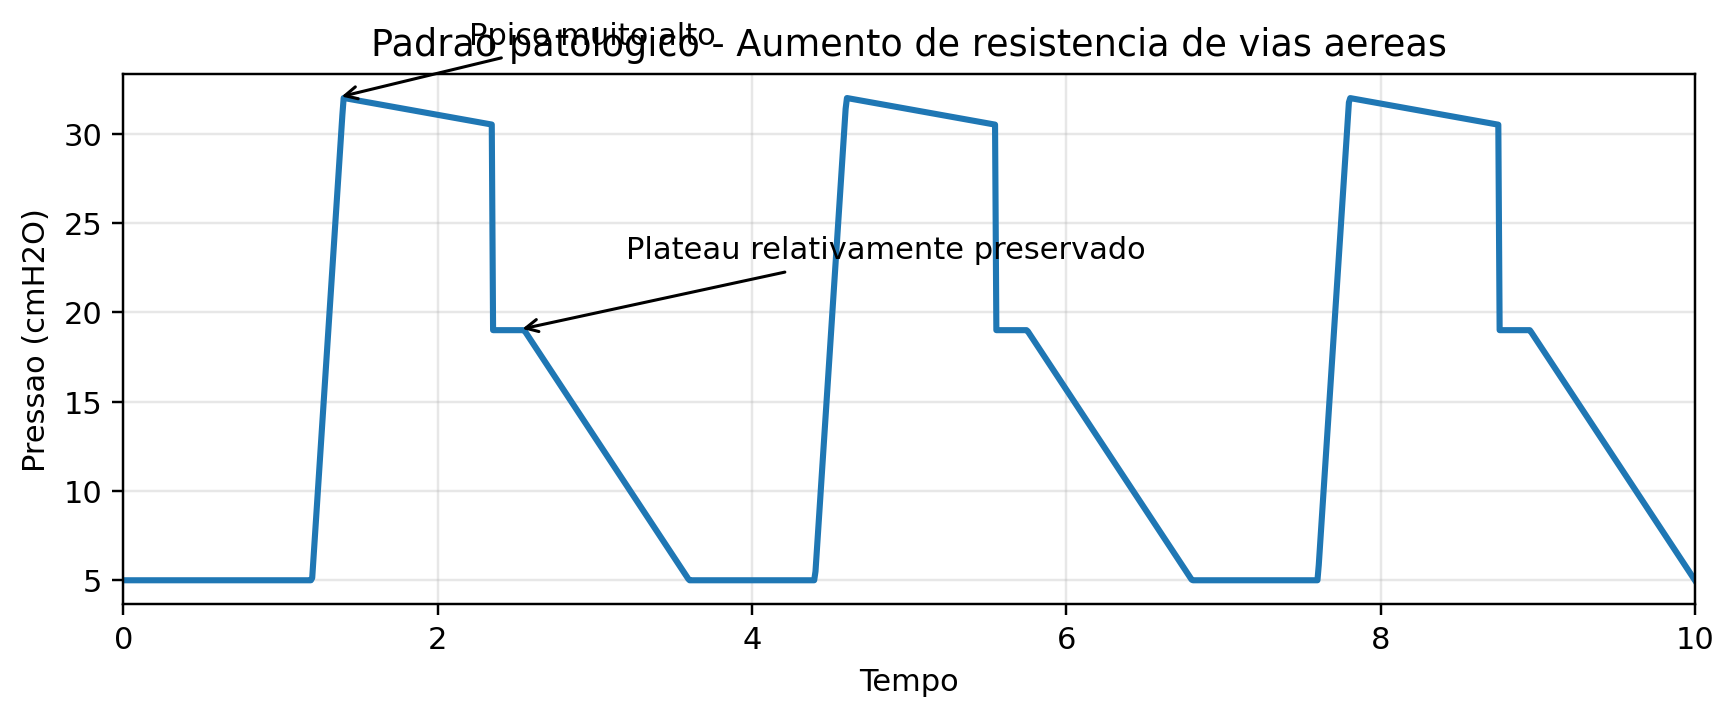 Ppico muito alto
Padrao patologico - Aumento de resistencia de vias aereas
30
25
Plateau relativamente preservado
20
15
10
5
Pressao (cmH2O)
0 2 4 6 8 10
Tempo